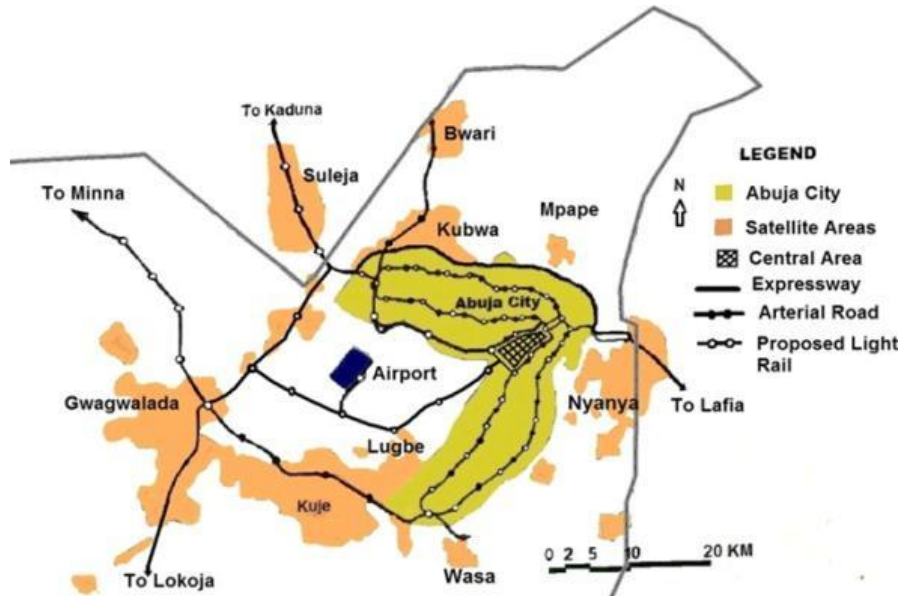 To Kaduna
Bwari
LEGEND
Suleja
To Minna
N
Abuja City
Mpape
Satellite Areas
Kubwa
Central Area
Expressway
Abuja City
Arterial Road
Proposed Light
Rail
Airport
Gwagwalada
Nyanya
To Lafia
Lugbe
Kuje
0 2 5 10 20 KM
To Lokoja
Wasa